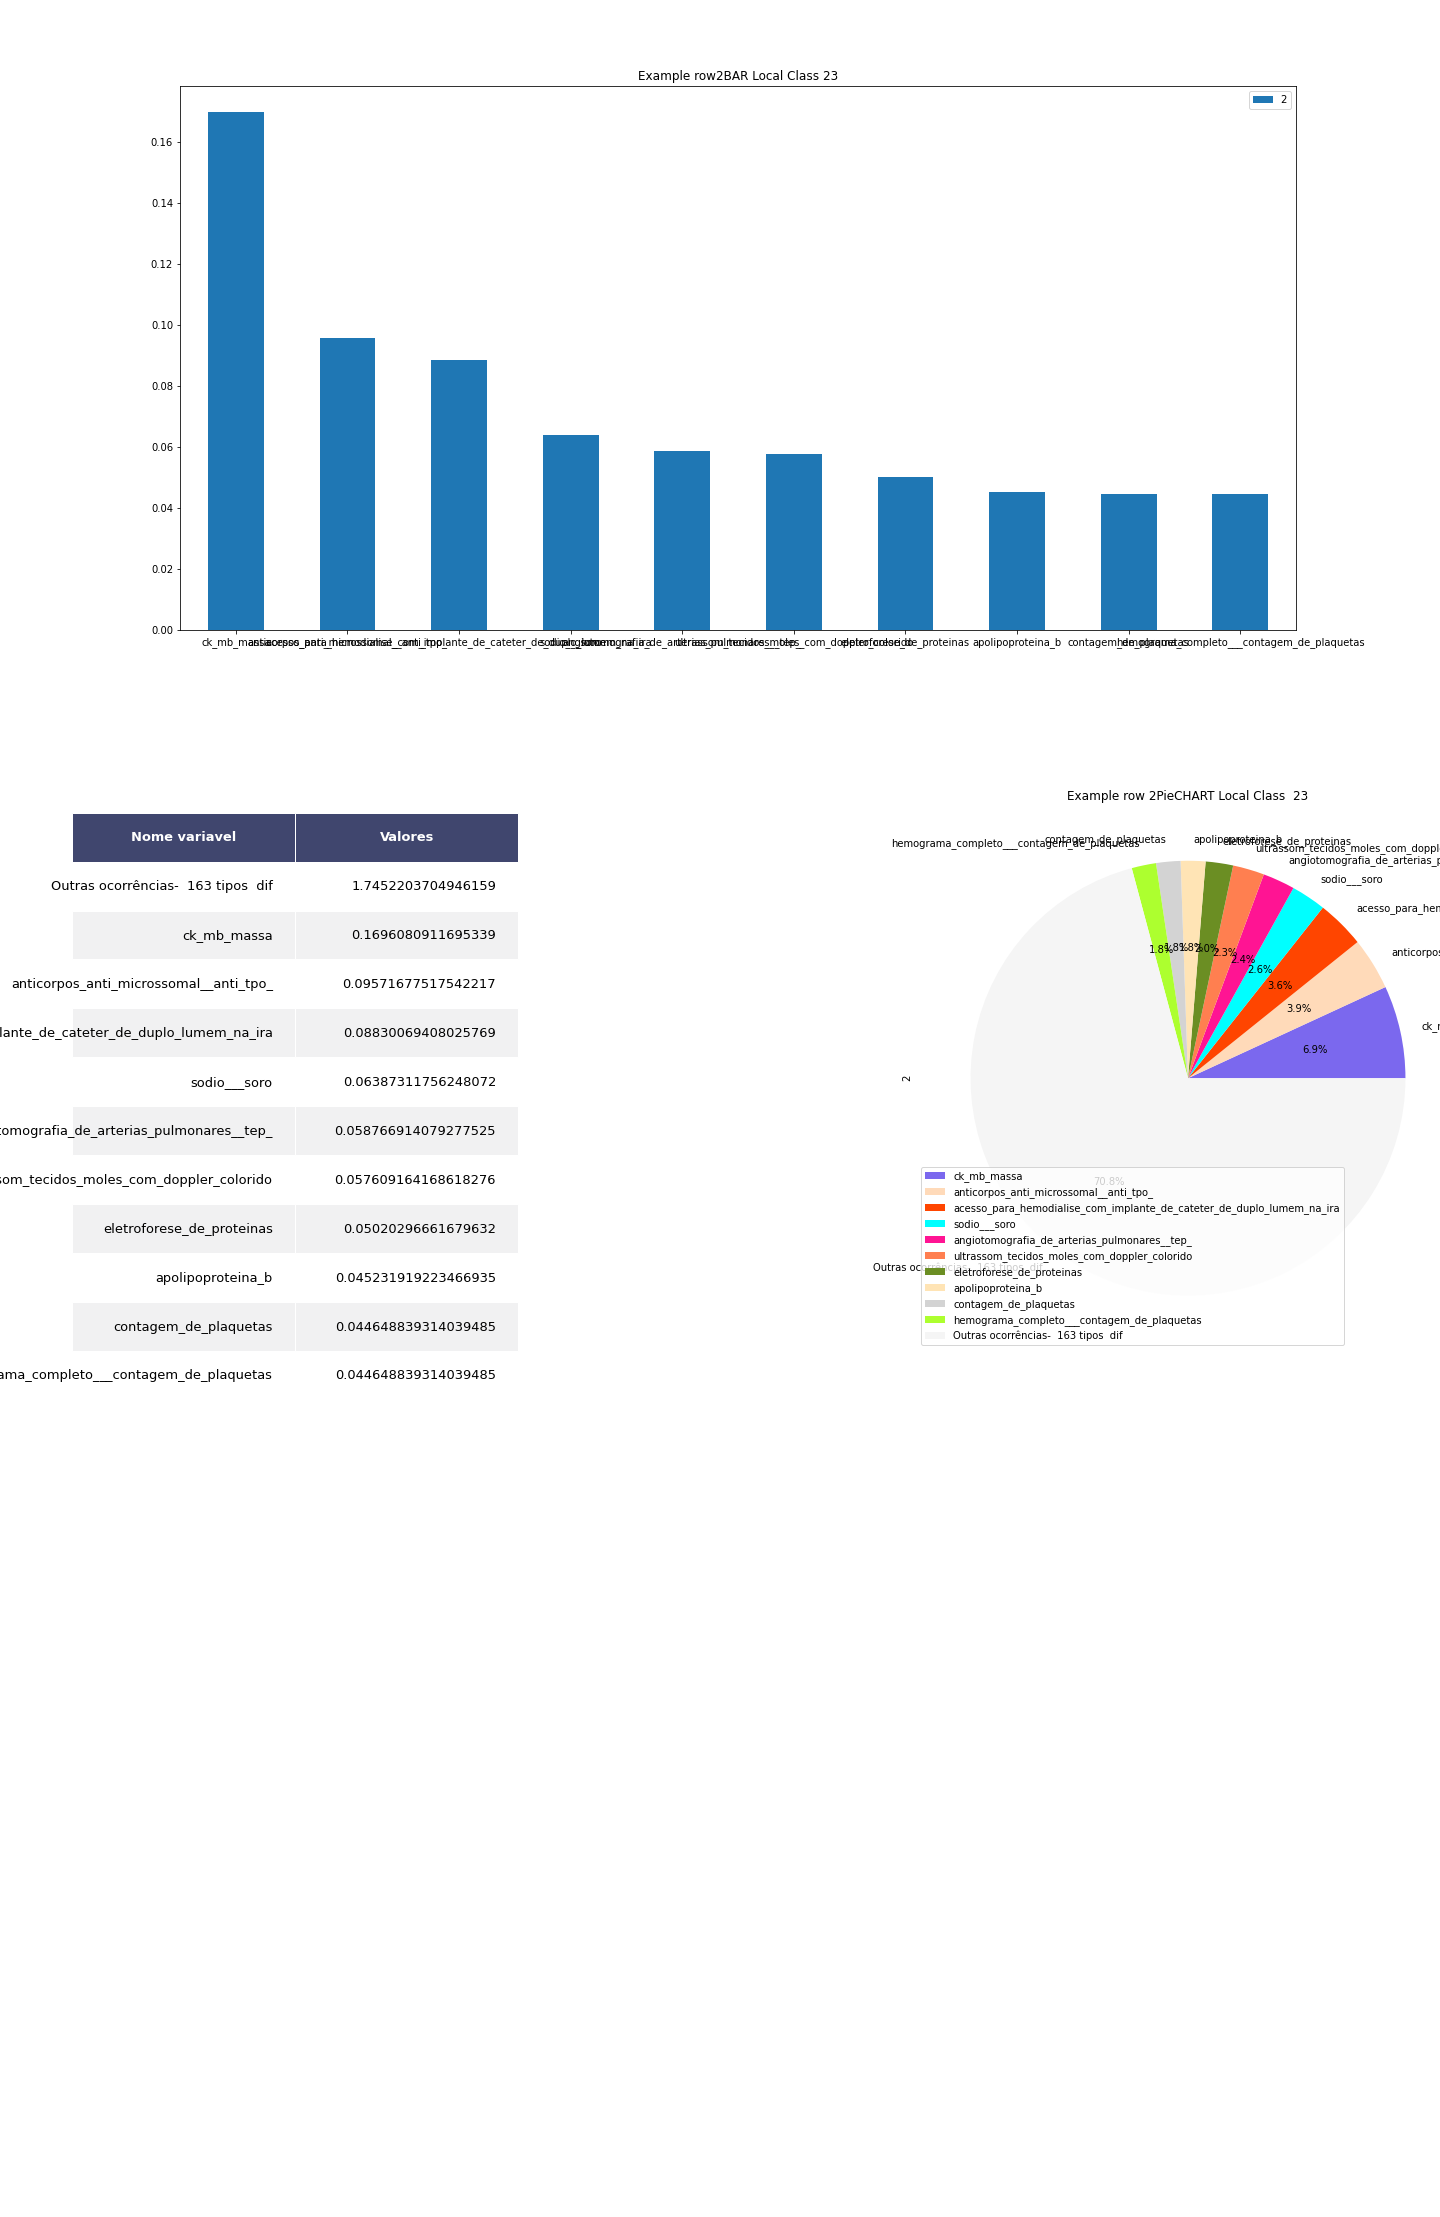 Example row2BAR Local Class 23
2
0.16
0.14
0.12
0.10
0.08
0.06
0.04
0.02
0.00
ck_mb_massa
anticorpos_anti_microssomal__anti_tpo_
acesso_para_hemodialise_com_implante_de_cateter_de_duplo_lumem_na_ira
sodio___soro
angiotomografia_de_arterias_pulmonares__tep_
ultrassom_tecidos_moles_com_doppler_colorido
eletroforese_de_proteinas
apolipoproteina_b
contagem_de_plaquetas
hemograma_completo___contagem_de_plaquetas
Nome variavel Valores
Outras ocorrências-  163 tipos  dif 1.7452203704946159
ck_mb_massa 0.1696080911695339
anticorpos_anti_microssomal__anti_tpo_ 0.09571677517542217
lante_de_cateter_de_duplo_lumem_na_ira 0.08830069408025769
sodio___soro 0.06387311756248072
tomografia_de_arterias_pulmonares__tep_ 0.058766914079277525
som_tecidos_moles_com_doppler_colorido 0.057609164168618276
eletroforese_de_proteinas 0.05020296661679632
apolipoproteina_b 0.045231919223466935
contagem_de_plaquetas 0.044648839314039485
ama_completo___contagem_de_plaquetas 0.044648839314039485
Example row 2PieCHART Local Class  23
contagem_de_plaquetas
apolipoproteina_b
eletroforese_de_proteinas
hemograma_completo___contagem_de_plaquetas
ultrassom_tecidos_moles_com_doppl
angiotomografia_de_arterias_p
sodio___soro
acesso_para_hem
anticorpos
ck_m
1.8%
1.8%
1.8%
2.0%
2.3%
2.4%
2.6%
3.6%
3.9%
6.9%
2
70.8%
Outras ocorrências-  163 tipos  dif
ck_mb_massa
anticorpos_anti_microssomal__anti_tpo_
acesso_para_hemodialise_com_implante_de_cateter_de_duplo_lumem_na_ira
sodio___soro
angiotomografia_de_arterias_pulmonares__tep_
ultrassom_tecidos_moles_com_doppler_colorido
eletroforese_de_proteinas
apolipoproteina_b
contagem_de_plaquetas
hemograma_completo___contagem_de_plaquetas
Outras ocorrências-  163 tipos  dif